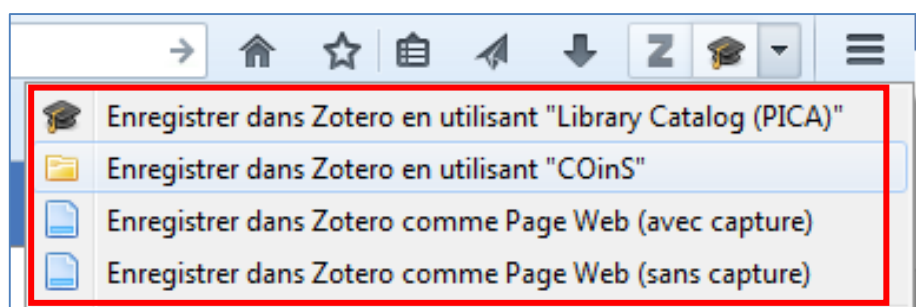 Z
Enregistrer dans Zotero en utilisant "Library Catalog (PICA)"
Enregistrer dans Zotero en utilisant "COinS"
Enregistrer dans Zotero comme Page Web (avec capture)
Enregistrer dans Zotero comme Page Web (sans capture)